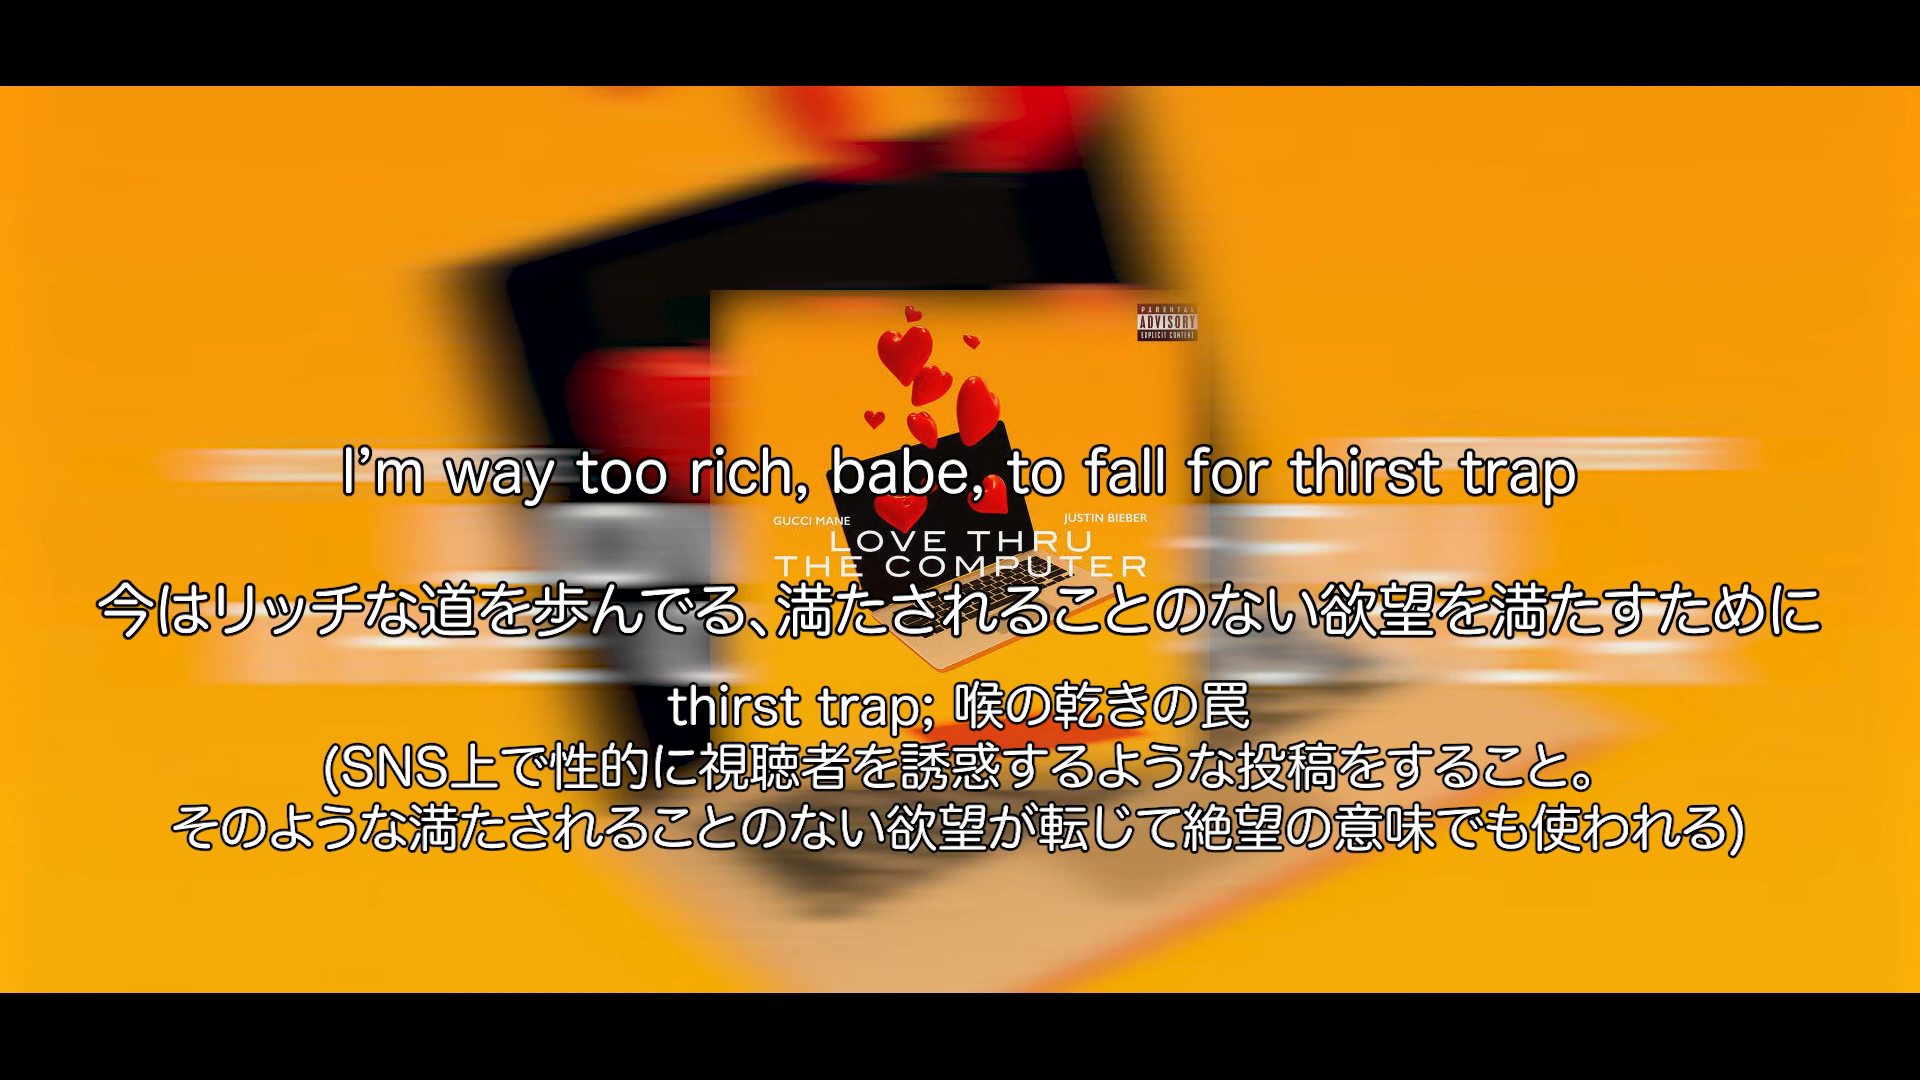 PARENTAL
ADVISORY
EXPLICIT CONTENT
I'm way too rich, babe, to fall for thirst trap
GUCCI MANE
JUSTIN BIEBER
LOVE THRU
THE COMPUTER
今はリッチな道を歩んでる、満たされることのない欲望を満たすために
thirst trap; 喉の乾きの罠
(SNS上で性的に視聴者を誘惑するような投稿をすること。
そのような満たされることのない欲望が転じて絶望の意味でも使われる)